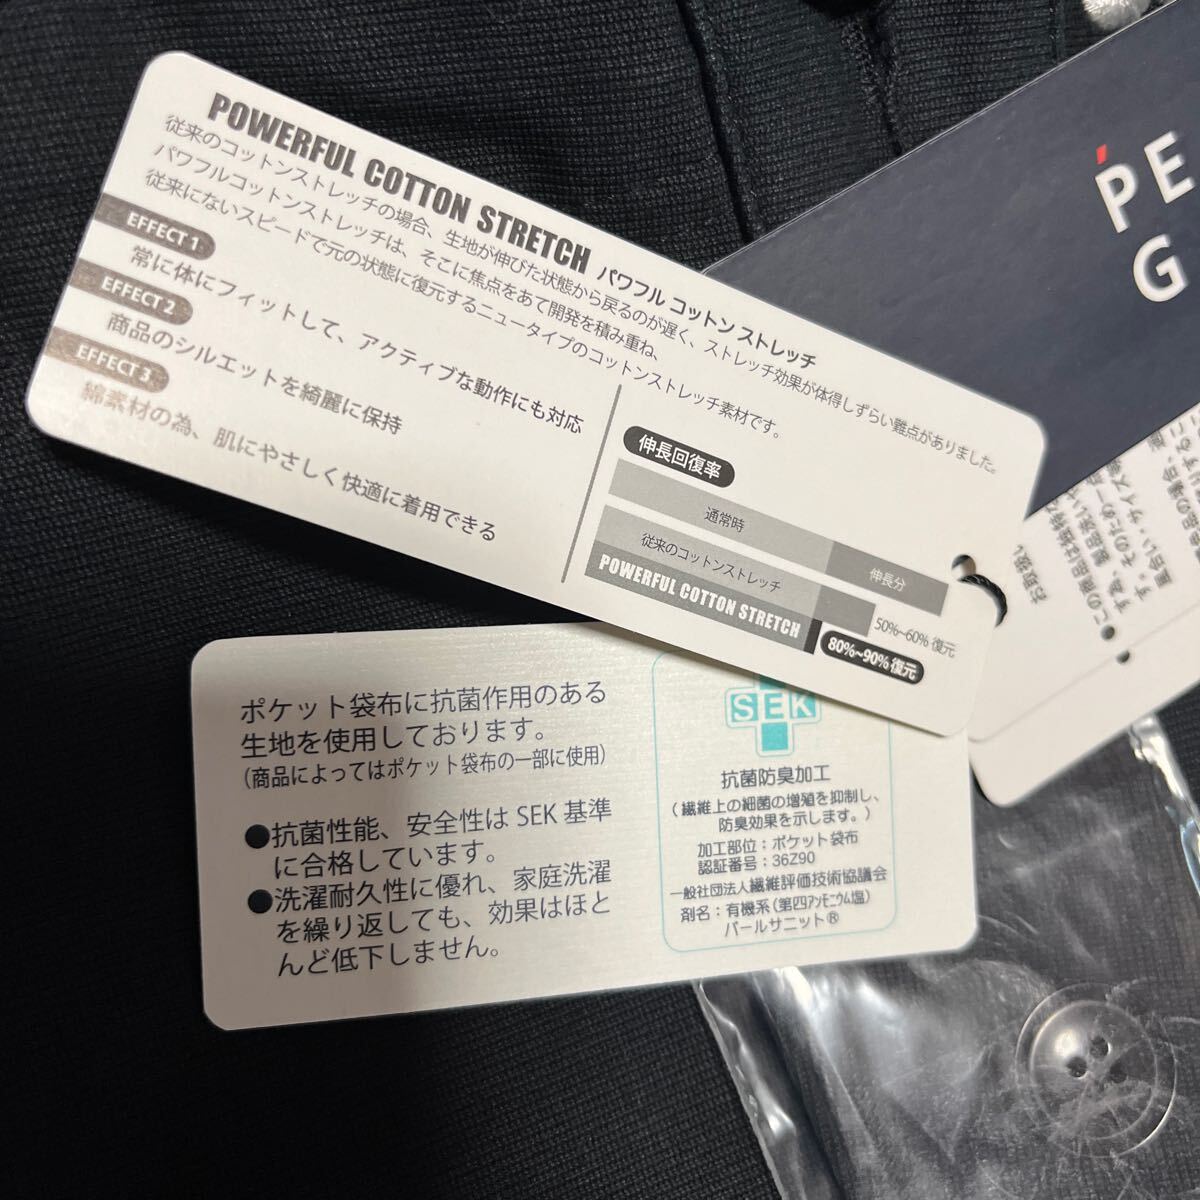 POWERFUL COTTON STRETCH パワフル コットン ストレッチ
従来のコットンストレッチの場合、生地が伸びた状態から戻るのが遅く、ストレッチ効果が体得しずらい難点がありました。
パワフルコットンストレッチは、そこに焦点をあて開発を積み重ね、
従来にないスピードで元の状態に復元するニュータイプのコットンストレッチ素材です。
EFFECT 1
常に体にフィットして、アクティブな動作にも対応
EFFECT 2
商品のシルエットを綺麗に保持
EFFECT 3
綿素材の為、肌にやさしく快適に着用できる
伸長回復率
通常時
伸長分
従来のコットンストレッチ
50%~60% 復元
POWERFUL COTTON STRETCH
80%~90% 復元
ポケット袋布に抗菌作用のある
生地を使用しております。
(商品によってはポケット袋布の一部に使用)
●抗菌性能、安全性は SEK 基準
に合格しています。
●洗濯耐久性に優れ、家庭洗濯
を繰り返しても、効果はほと
んど低下しません。
SEK
抗菌防臭加工
(繊維上の細菌の増殖を抑制し、
防臭効果を示します。)
加工部位：ポケット袋布
認証番号：36Z90
一般社団法人繊維評価技術協議会
剤名：有機系(第四アンモニウム塩)
パールサニット®
PE
G
お取扱い